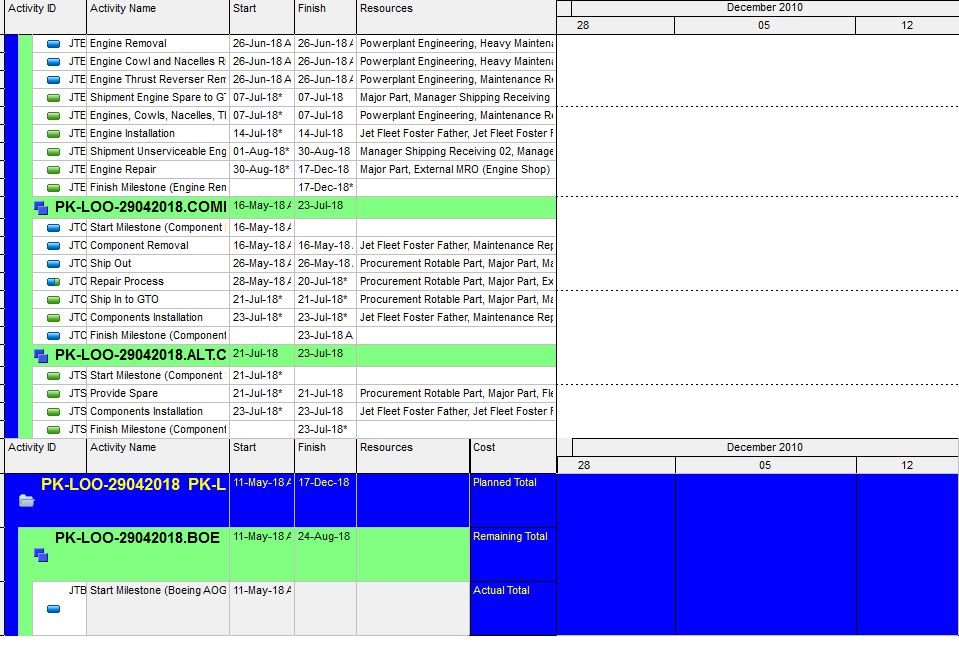 Activity ID Activity Name Start Finish Resources December 2010
28 05 12
JTE Engine Removal 26-Jun-18 A 26-Jun-18 A Powerplant Engineering, Heavy Maintena
JTE Engine Cowl and Nacelles R 26-Jun-18 A 26-Jun-18 A Powerplant Engineering, Heavy Maintena
JTE Engine Thrust Reverser Rem 26-Jun-18 A 26-Jun-18 A Powerplant Engineering, Maintenance Re
JTE Shipment Engine Spare to GT 07-Jul-18* 07-Jul-18 Major Part, Manager Shipping Receiving
JTE Engines, Cowls, Nacelles, Tl 07-Jul-18* 07-Jul-18 Powerplant Engineering, Maintenance Re
JTE Engine Installation 14-Jul-18* 14-Jul-18 Jet Fleet Foster Father, Jet Fleet Foster F
JTE Shipment Unserviceable Eng 01-Aug-18* 30-Aug-18 Manager Shipping Receiving 02, Manage
JTE Engine Repair 30-Aug-18* 17-Dec-18 Major Part, External MRO (Engine Shop)
JTE Finish Milestone (Engine Ren 17-Dec-18*
PK-LOO-29042018.COMI 16-May-18 A 23-Jul-18
JTC Start Milestone (Component 16-May-18 A
JTC Component Removal 16-May-18 A 16-May-18 Jet Fleet Foster Father, Maintenance Rep
JTC Ship Out 26-May-18 A 26-May-18 Procurement Rotable Part, Major Part, Ma
JTC Repair Process 28-May-18 A 20-Jul-18* Procurement Rotable Part, Major Part, Ex
JTC Ship In to GTO 21-Jul-18* 21-Jul-18* Procurement Rotable Part, Major Part, Ma
JTC Components Installation 23-Jul-18* 23-Jul-18* Jet Fleet Foster Father, Maintenance Rep
JTC Finish Milestone (Component 23-Jul-18 A
PK-LOO-29042018.ALT.C 21-Jul-18 23-Jul-18
JTS Start Milestone (Component 21-Jul-18*
JTS Provide Spare 21-Jul-18* 21-Jul-18 Procurement Rotable Part, Major Part, Fl
JTS Components Installation 23-Jul-18* 23-Jul-18 Jet Fleet Foster Father, Jet Fleet Foster F
JTS Finish Milestone (Component 23-Jul-18*
Activity ID Activity Name Start Finish Resources Cost December 2010
28 05 12
PK-LOO-29042018 PK-L 11-May-18 A 17-Dec-18 Planned Total
PK-LOO-29042018.BOE 11-May-18 A 24-Aug-18 Remaining Total
JTB Start Milestone (Boeing AOG 11-May-18 A Actual Total